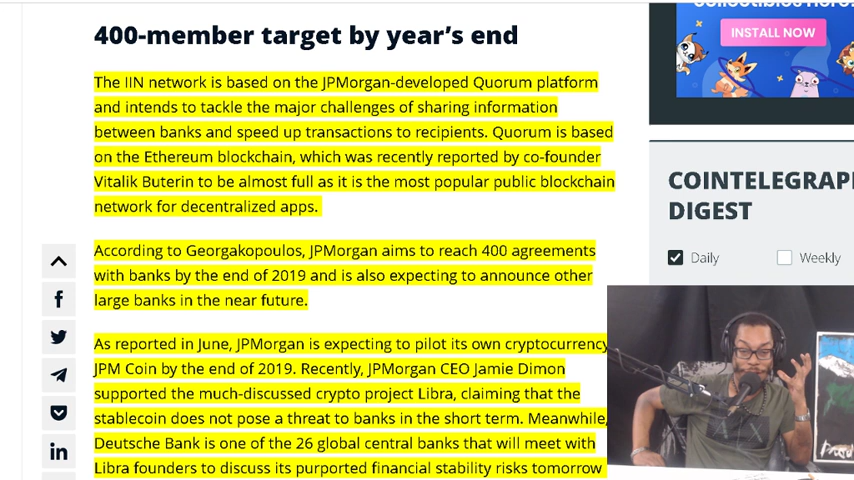 collectibles here.
INSTALL NOW
400-member target by year's end
The IIN network is based on the JPMorgan-developed Quorum platform
and intends to tackle the major challenges of sharing information
between banks and speed up transactions to recipients. Quorum is based
on the Ethereum blockchain, which was recently reported by co-founder
Vitalik Buterin to be almost full as it is the most popular public blockchain
network for decentralized apps.
According to Georgakopoulos, JPMorgan aims to reach 400 agreements
with banks by the end of 2019 and is also expecting to announce other
large banks in the near future.
As reported in June, JPMorgan is expecting to pilot its own cryptocurrency
JPM Coin by the end of 2019. Recently, JPMorgan CEO Jamie Dimon
supported the much-discussed crypto project Libra, claiming that the
stablecoin does not pose a threat to banks in the short term. Meanwhile,
Deutsche Bank is one of the 26 global central banks that will meet with
Libra founders to discuss its purported financial stability risks tomorrow
COINTELEGRAP
DIGEST
Daily
Weekly